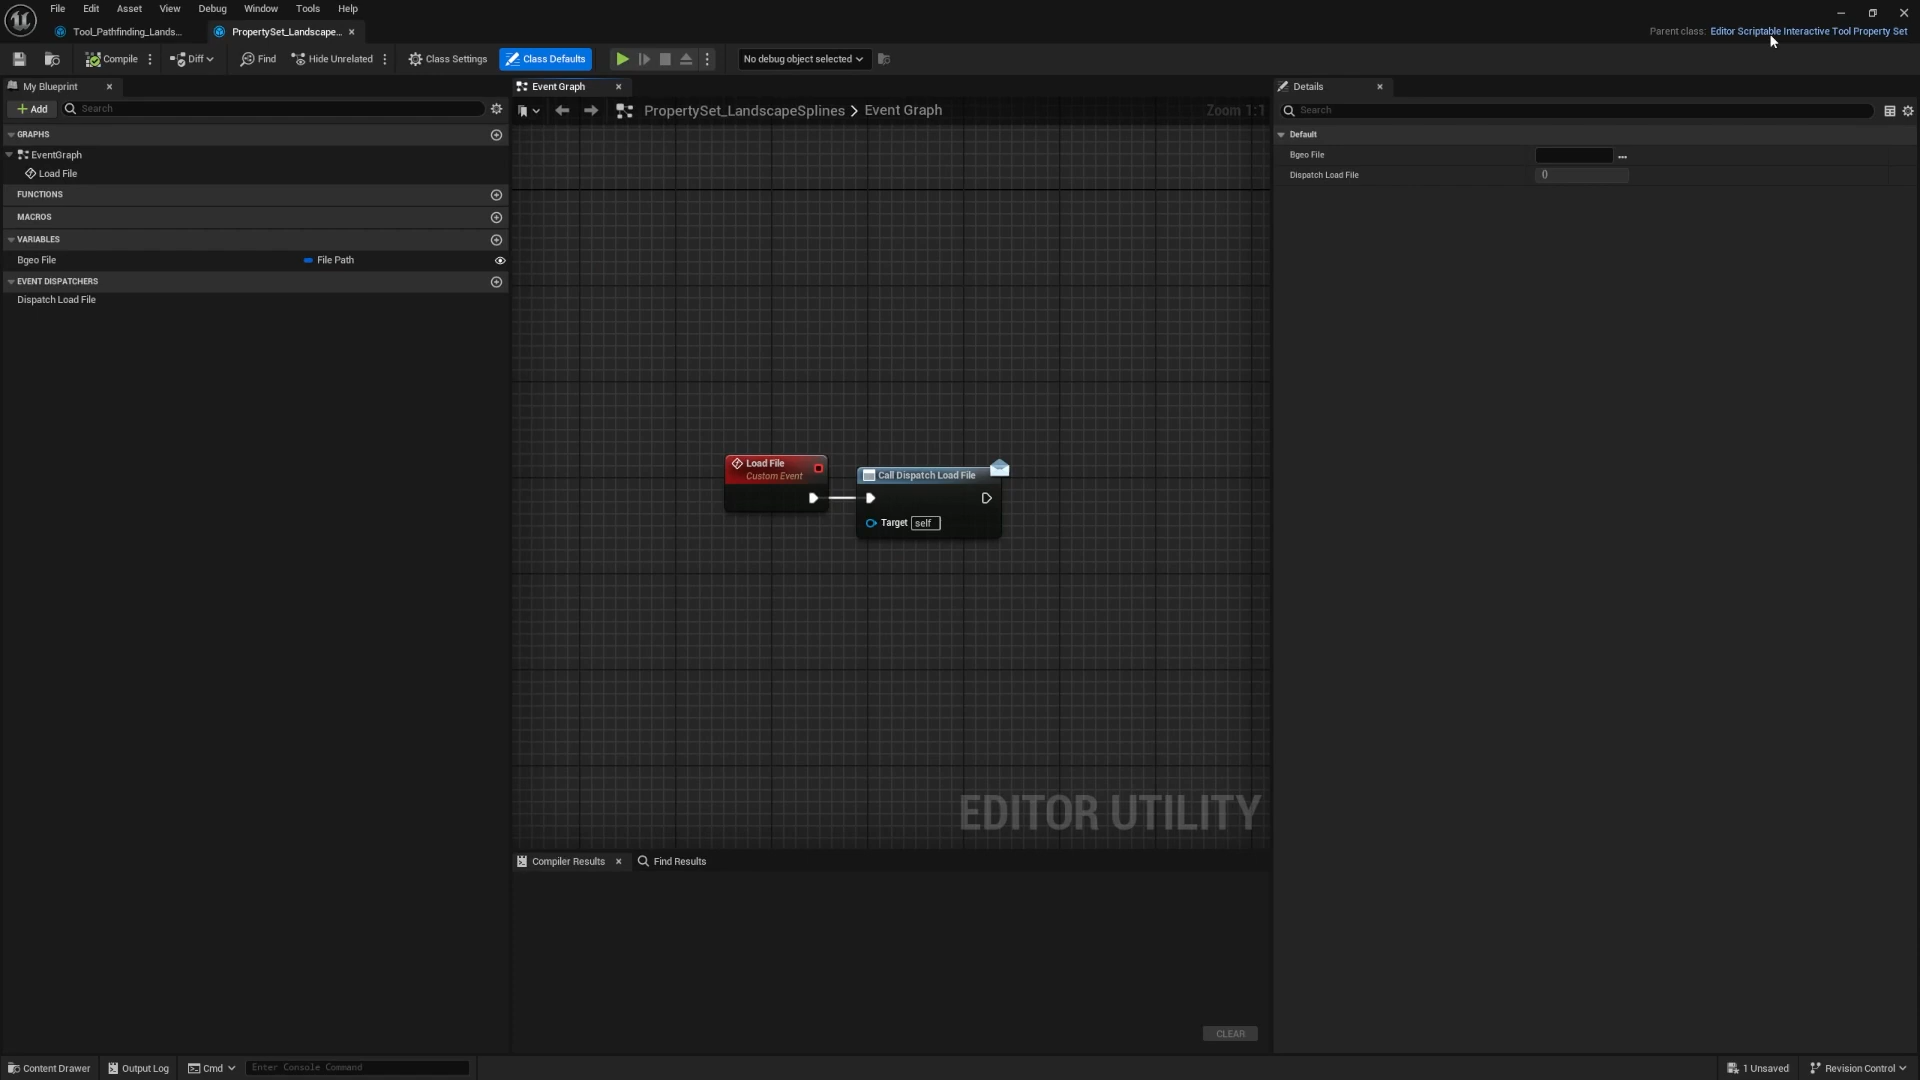 File Edit Asset View Debug Window Tools Help
Tool_Pathfinding_Lands...
PropertySet_Landscape...
Parent class: Editor Scriptable Interactive Tool Property Set
Compile
Diff
Find
Hide Unrelated
Class Settings
Class Defaults
No debug object selected
My Blueprint
Add
Search
GRAPHS
EventGraph
Load File
FUNCTIONS
MACROS
VARIABLES
Bgeo File
File Path
EVENT DISPATCHERS
Dispatch Load File
Event Graph
PropertySet_LandscapeSplines > Event Graph
Zoom 1:1
Load File
Custom Event
Call Dispatch Load File
Target self
EDITOR UTILITY
Compiler Results
Find Results
CLEAR
Details
Search
Default
Bgeo File
Dispatch Load File
()
Content Drawer
Output Log
Cmd
Enter Console Command
1 Unsaved
Revision Control